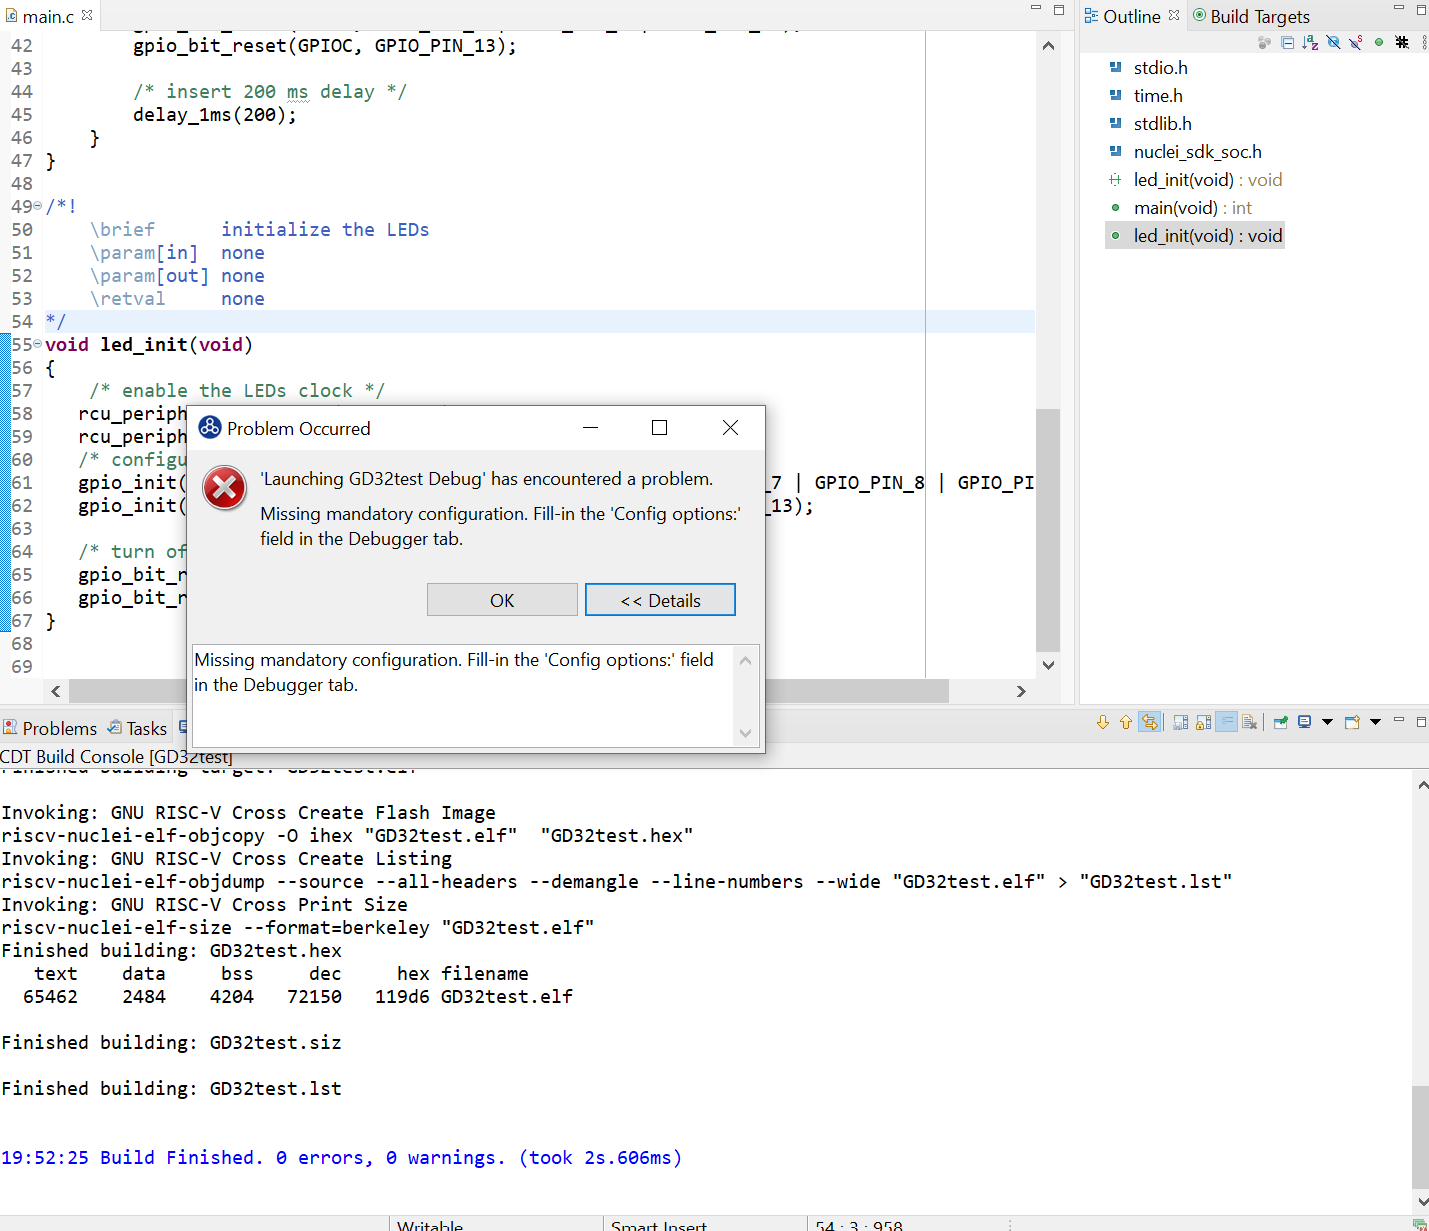 main.c
Outline
Build Targets
42 gpio_bit_reset(GPIOC, GPIO_PIN_13);
43
44 /* insert 200 ms delay */
45 delay_1ms(200);
46 }
47 }
48
49 /*!
50 \brief initialize the LEDs
51 \param[in] none
52 \param[out] none
53 \retval none
54 */
55 void led_init(void)
56 {
57 /* enable the LEDs clock */
58 rcu_periph
59 rcu_periph
60 /* configu
61 gpio_init( _7 | GPIO_PIN_8 | GPIO_PI
62 gpio_init( _13);
63
64 /* turn of
65 gpio_bit_r
66 gpio_bit_r
67 }
68
69
stdio.h
time.h
stdlib.h
nuclei_sdk_soc.h
led_init(void) : void
main(void) : int
led_init(void) : void
Problem Occurred
'Launching GD32test Debug' has encountered a problem.
Missing mandatory configuration. Fill-in the 'Config options:'
field in the Debugger tab.
OK
<< Details
Missing mandatory configuration. Fill-in the 'Config options:' field
in the Debugger tab.
Problems
Tasks
CDT Build Console [GD32test]
Finished building target: GD32test.elf
Invoking: GNU RISC-V Cross Create Flash Image
riscv-nuclei-elf-objcopy -O ihex "GD32test.elf"  "GD32test.hex"
Invoking: GNU RISC-V Cross Create Listing
riscv-nuclei-elf-objdump --source --all-headers --demangle --line-numbers --wide "GD32test.elf" > "GD32test.lst"
Invoking: GNU RISC-V Cross Print Size
riscv-nuclei-elf-size --format=berkeley "GD32test.elf"
Finished building: GD32test.hex
text data bss dec hex filename
65462 2484 4204 72150 119d6 GD32test.elf
Finished building: GD32test.siz
Finished building: GD32test.lst
19:52:25 Build Finished. 0 errors, 0 warnings. (took 2s.606ms)
Writable
Smart Insert
54 : 3 : 958